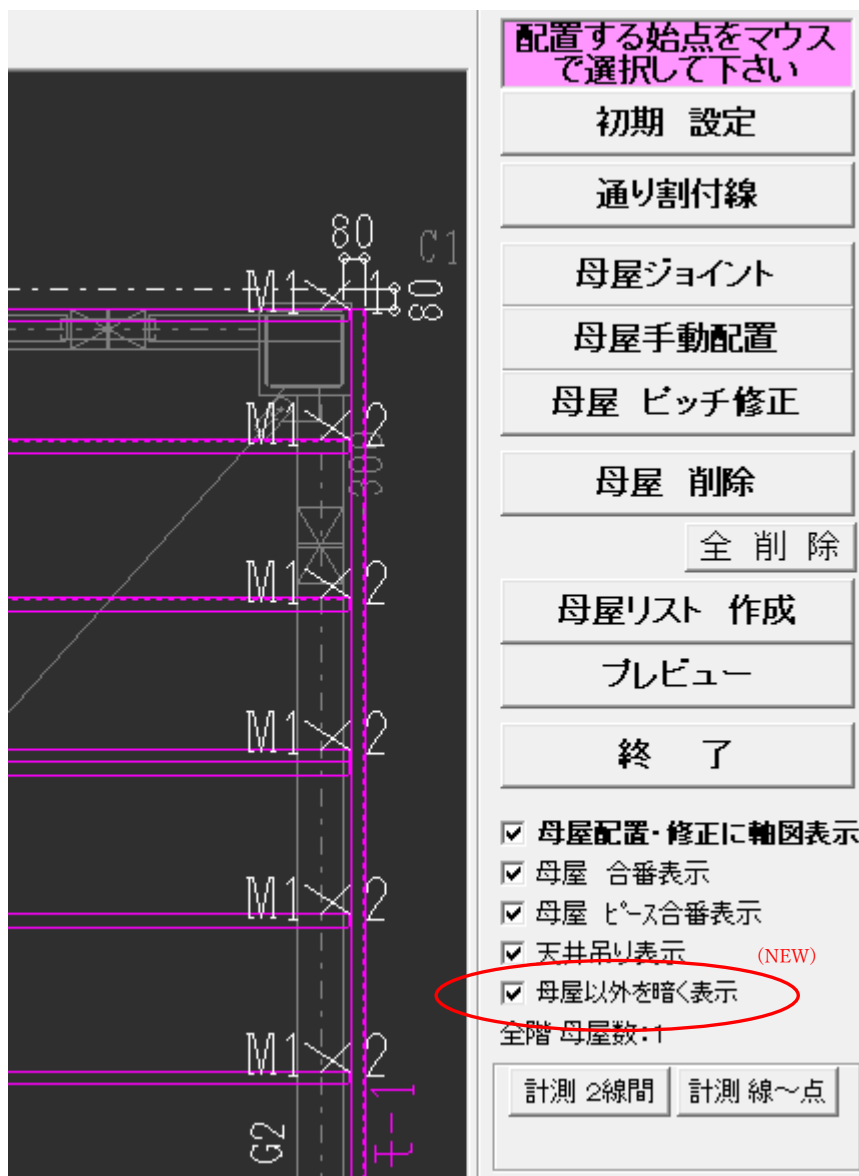 配置する始点をマウス
で選択して下さい
初期 設定
通り割付線
母屋ジョイント
母屋手動配置
母屋 ピッチ修正
母屋 削除
全 削 除
母屋リスト 作成
プレビュー
終 了
母屋配置・修正に軸図表示
母屋 合番表示
母屋 ピース合番表示
天井吊り表示
(NEW)
母屋以外を暗く表示
全階 母屋数:1
計測 2線間
計測 線～点
80
C1
M1 1
80
M1 2
M1 2
M1 2
M1 2
M1 2
G2
モ-1